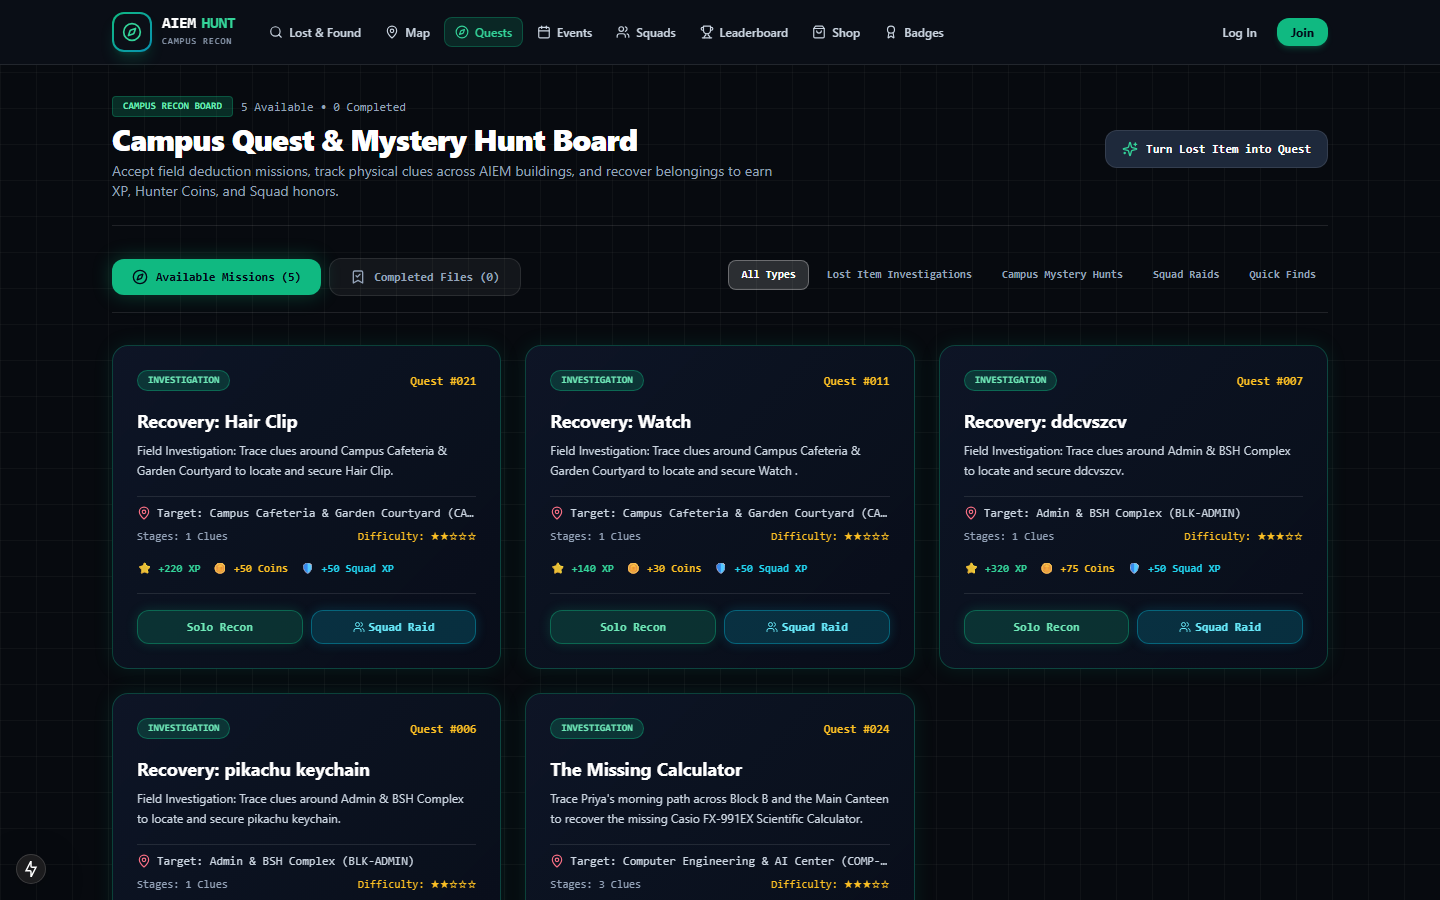 AIEM HUNT
CAMPUS RECON
Lost & Found
Map
Quests
Events
Squads
Leaderboard
Shop
Badges
Log In
Join
CAMPUS RECON BOARD
5 Available • 0 Completed
Campus Quest & Mystery Hunt Board
Accept field deduction missions, track physical clues across AIEM buildings, and recover belongings to earn
XP, Hunter Coins, and Squad honors.
Turn Lost Item into Quest
Available Missions (5)
Completed Files (0)
All Types
Lost Item Investigations
Campus Mystery Hunts
Squad Raids
Quick Finds
INVESTIGATION
Quest #021
Recovery: Hair Clip
Field Investigation: Trace clues around Campus Cafeteria &
Garden Courtyard to locate and secure Hair Clip.
Target: Campus Cafeteria & Garden Courtyard (CA…
Stages: 1 Clues
Difficulty: ★★☆☆☆
+220 XP
+50 Coins
+50 Squad XP
Solo Recon
Squad Raid
INVESTIGATION
Quest #011
Recovery: Watch
Field Investigation: Trace clues around Campus Cafeteria &
Garden Courtyard to locate and secure Watch .
Target: Campus Cafeteria & Garden Courtyard (CA…
Stages: 1 Clues
Difficulty: ★★☆☆☆
+140 XP
+30 Coins
+50 Squad XP
Solo Recon
Squad Raid
INVESTIGATION
Quest #007
Recovery: ddcvszcv
Field Investigation: Trace clues around Admin & BSH Complex
to locate and secure ddcvszcv.
Target: Admin & BSH Complex (BLK-ADMIN)
Stages: 1 Clues
Difficulty: ★★★☆☆
+320 XP
+75 Coins
+50 Squad XP
Solo Recon
Squad Raid
INVESTIGATION
Quest #006
Recovery: pikachu keychain
Field Investigation: Trace clues around Admin & BSH Complex
to locate and secure pikachu keychain.
Target: Admin & BSH Complex (BLK-ADMIN)
Stages: 1 Clues
Difficulty: ★★☆☆☆
INVESTIGATION
Quest #024
The Missing Calculator
Trace Priya's morning path across Block B and the Main Canteen
to recover the missing Casio FX-991EX Scientific Calculator.
Target: Computer Engineering & AI Center (COMP-…
Stages: 3 Clues
Difficulty: ★★★☆☆